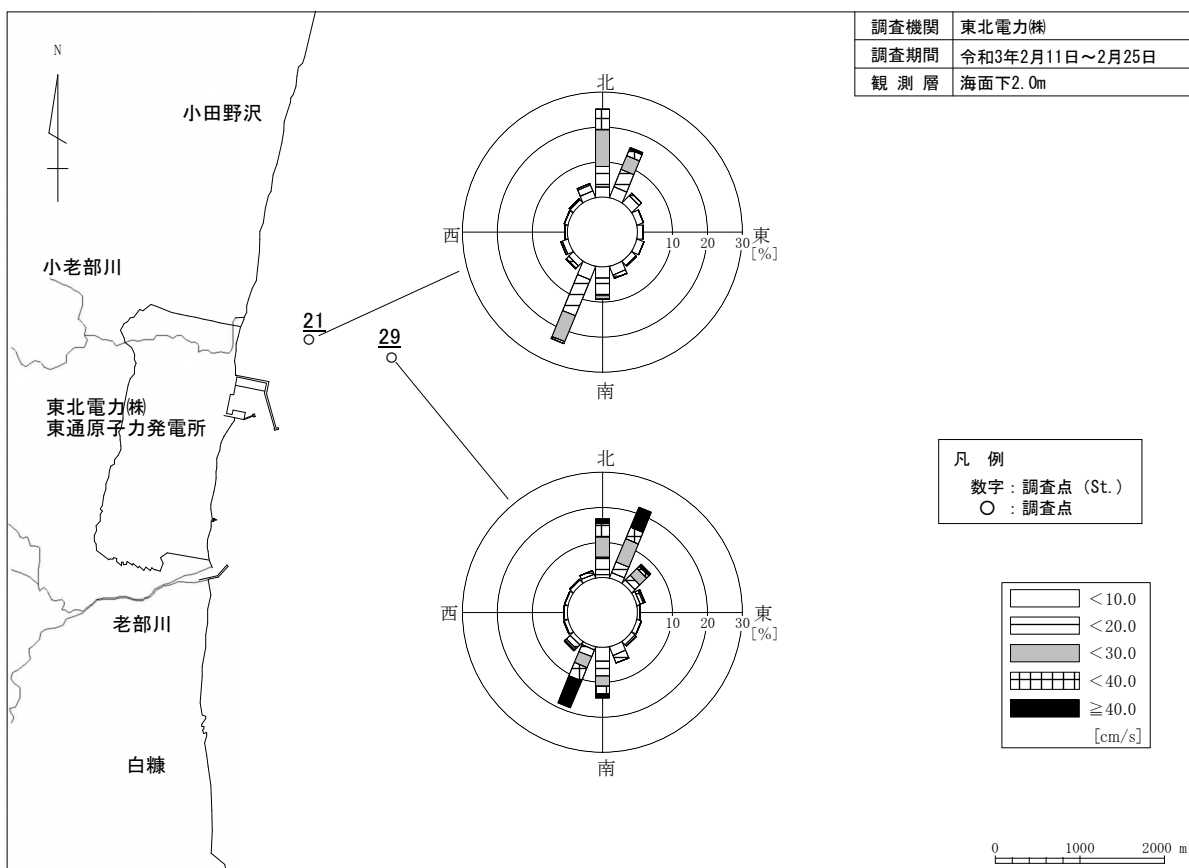 調査機関 東北電力㈱
調査期間 令和3年2月11日～2月25日
観測層 海面下2.0m
N
小田野沢
北
西
東
10 20 30
[%]
南
小老部川
21
29
東北電力㈱
東通原子力発電所
北
西
東
10 20 30
[%]
南
凡 例
数字：調査点（St.）
○ ：調査点
老部川
白糠
＜10.0
＜20.0
＜30.0
＜40.0
≧40.0
[cm/s]
0 1000 2000 m